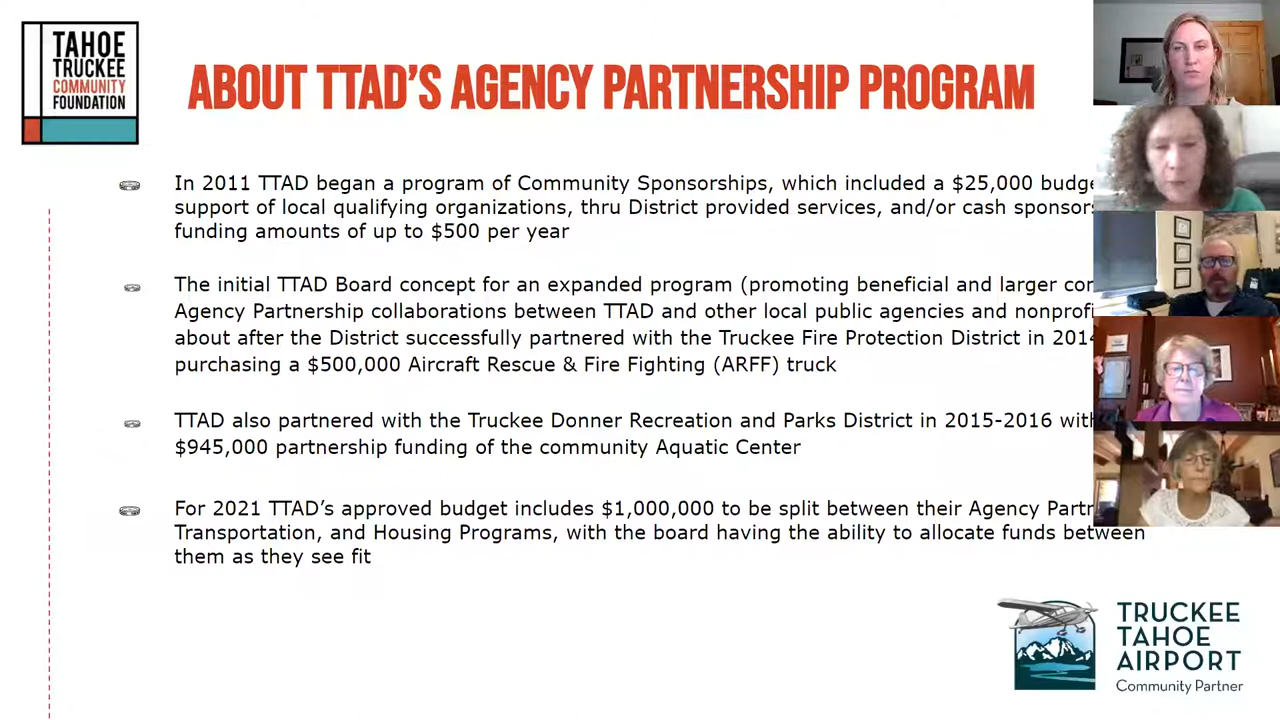 TAHOE
TRUCKEE
COMMUNITY
FOUNDATION
ABOUT TTAD'S AGENCY PARTNERSHIP PROGRAM
In 2011 TTAD began a program of Community Sponsorships, which included a $25,000
support of local qualifying organizations, thru District provided services, and/or cash
funding amounts of up to $500 per year
The initial TTAD Board concept for an expanded program (promoting beneficial and larger
Agency Partnership collaborations between TTAD and other local public agencies and
about after the District successfully partnered with the Truckee Fire Protection District in 2014
purchasing a $500,000 Aircraft Rescue & Fire Fighting (ARFF) truck
TTAD also partnered with the Truckee Donner Recreation and Parks District in 2015-2016
$945,000 partnership funding of the community Aquatic Center
For 2021 TTAD's approved budget includes $1,000,000 to be split between their Agency
Transportation, and Housing Programs, with the board having the ability to allocate funds between
them as they see fit
TRUCKEE
TAHOE
AIRPORT
Community Partner